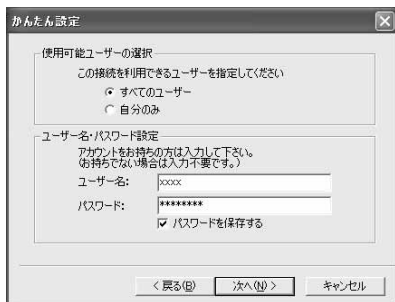 かんたん設定
使用可能ユーザーの選択
この接続を利用できるユーザーを指定してください
すべてのユーザー
自分のみ
ユーザー名・パスワード設定
アカウントをお持ちの方は入力して下さい。
(お持ちでない場合は入力不要です。)
ユーザー名: xxxx
パスワード: ********
パスワードを保存する
< 戻る(B) 次へ(N) > キャンセル